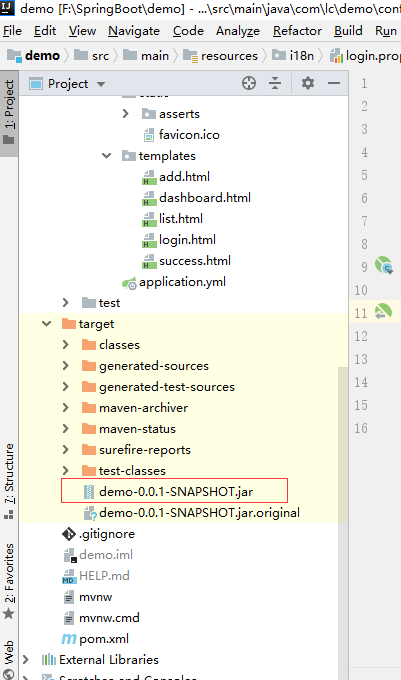 demo [F:\SpringBoot\demo] - ...\src\main\java\com\lc\demo\cont
File Edit View Navigate Code Analyze Refactor Build Run
demo src main resources i18n login.prop
Project
1
2
3
4
5
6
7
8
9
10
11
12
13
14
15
16
asserts
favicon.ico
templates
add.html
dashboard.html
list.html
login.html
success.html
application.yml
test
target
classes
generated-sources
generated-test-sources
maven-archiver
maven-status
surefire-reports
test-classes
demo-0.0.1-SNAPSHOT.jar
demo-0.0.1-SNAPSHOT.jar.original
.gitignore
demo.iml
HELP.md
mvnw
mvnw.cmd
pom.xml
External Libraries
1: Project
7: Structure
2: Favorites
Web